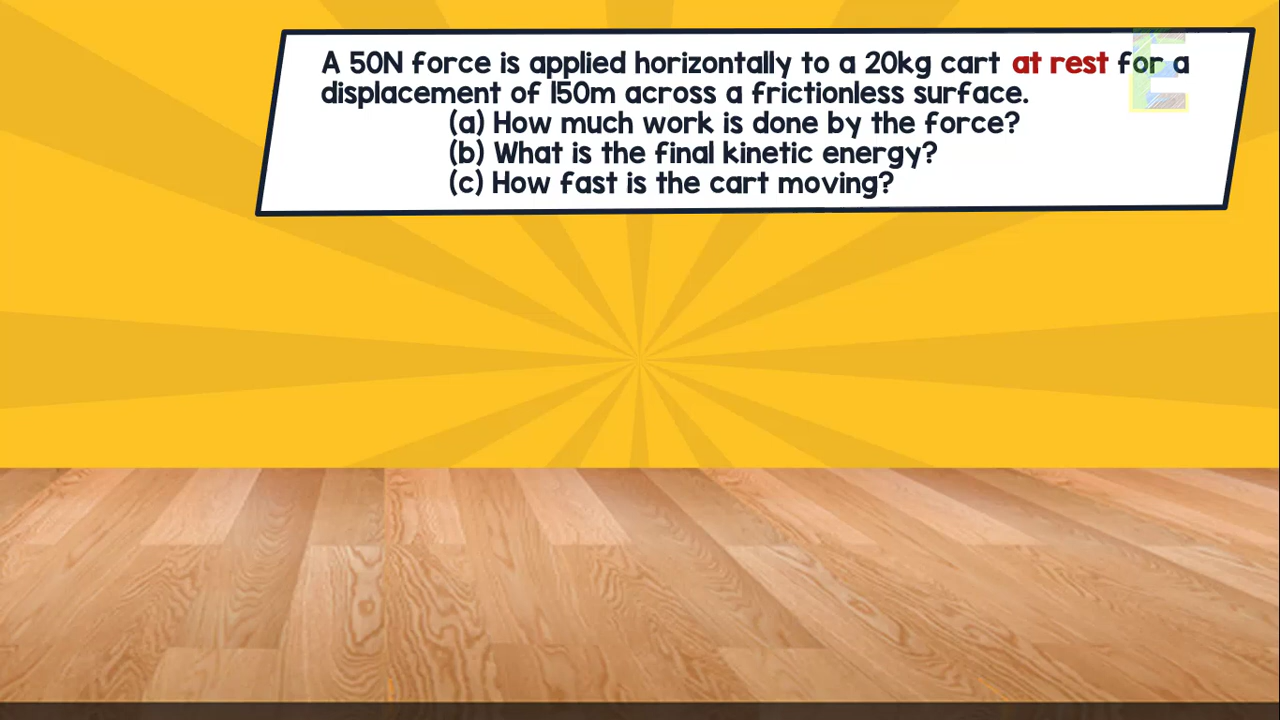 A 50N force is applied horizontally to a 20kg cart at rest for a
displacement of 150m across a frictionless surface.
(a) How much work is done by the force?
(b) What is the final kinetic energy?
(c) How fast is the cart moving?
E